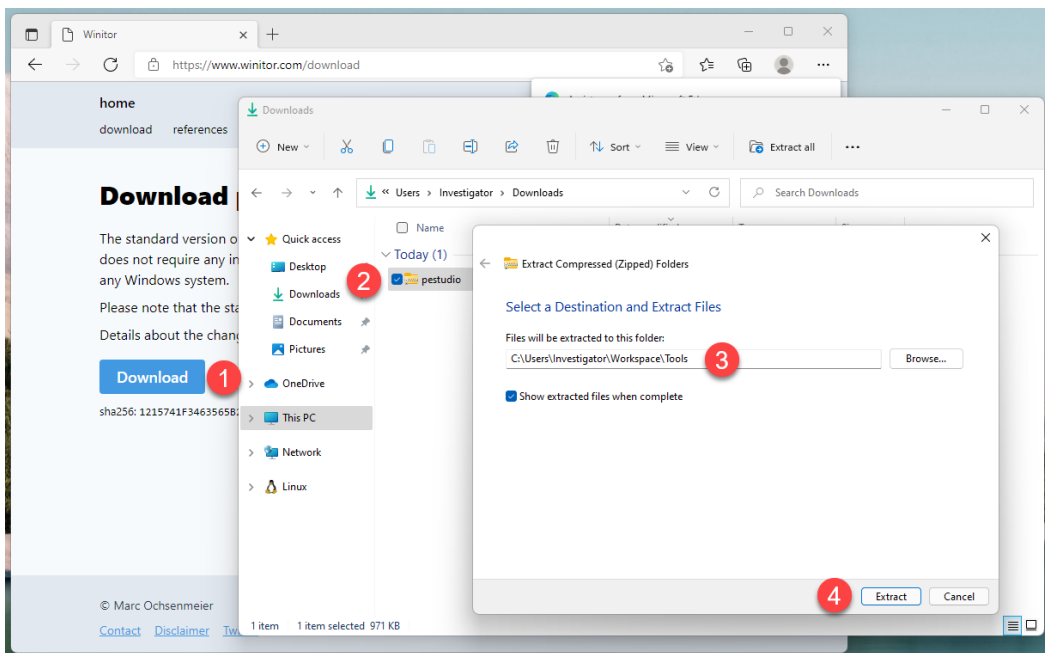 Winitor
https://www.winitor.com/download
home
download references
Download
The standard version o
does not require any in
any Windows system.
Please note that the sta
Details about the chang
Download
1
sha256: 1215741F3463565B
© Marc Ochsenmeier
Contact Disclaimer Tw
Downloads
New
Sort
View
Extract all
Users > Investigator > Downloads
Search Downloads
Quick access
Desktop
Downloads
Documents
Pictures
OneDrive
This PC
Network
Linux
Name
Today (1)
2
pestudio
1 item 1 item selected 971 KB
Extract Compressed (Zipped) Folders
Select a Destination and Extract Files
Files will be extracted to this folder:
C:\Users\Investigator\Workspace\Tools
3
Browse...
Show extracted files when complete
4
Extract
Cancel